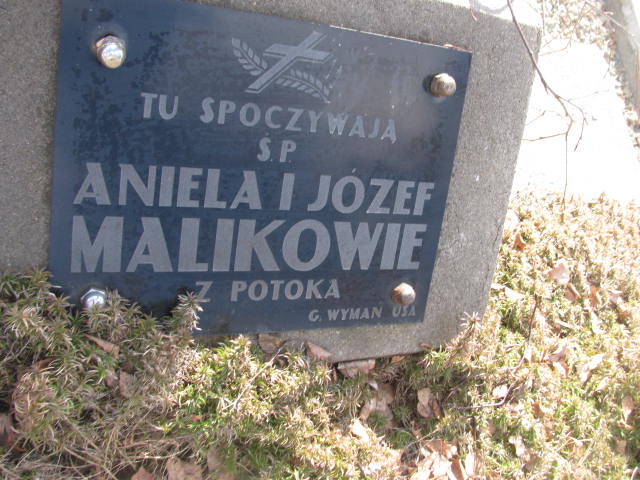 TU SPOCZYWAJĄ
Ś.P.
ANIELA I JÓZEF
MALIKOWIE
Z POTOKA
G. WYMAN USA